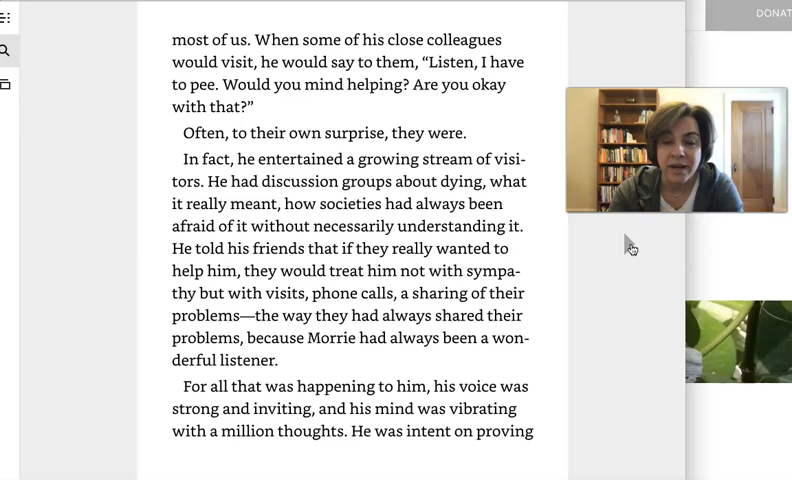 DONAT
most of us. When some of his close colleagues
would visit, he would say to them, “Listen, I have
to pee. Would you mind helping? Are you okay
with that?”
Often, to their own surprise, they were.
In fact, he entertained a growing stream of visi-
tors. He had discussion groups about dying, what
it really meant, how societies had always been
afraid of it without necessarily understanding it.
He told his friends that if they really wanted to
help him, they would treat him not with sympa-
thy but with visits, phone calls, a sharing of their
problems—the way they had always shared their
problems, because Morrie had always been a won-
derful listener.
For all that was happening to him, his voice was
strong and inviting, and his mind was vibrating
with a million thoughts. He was intent on proving